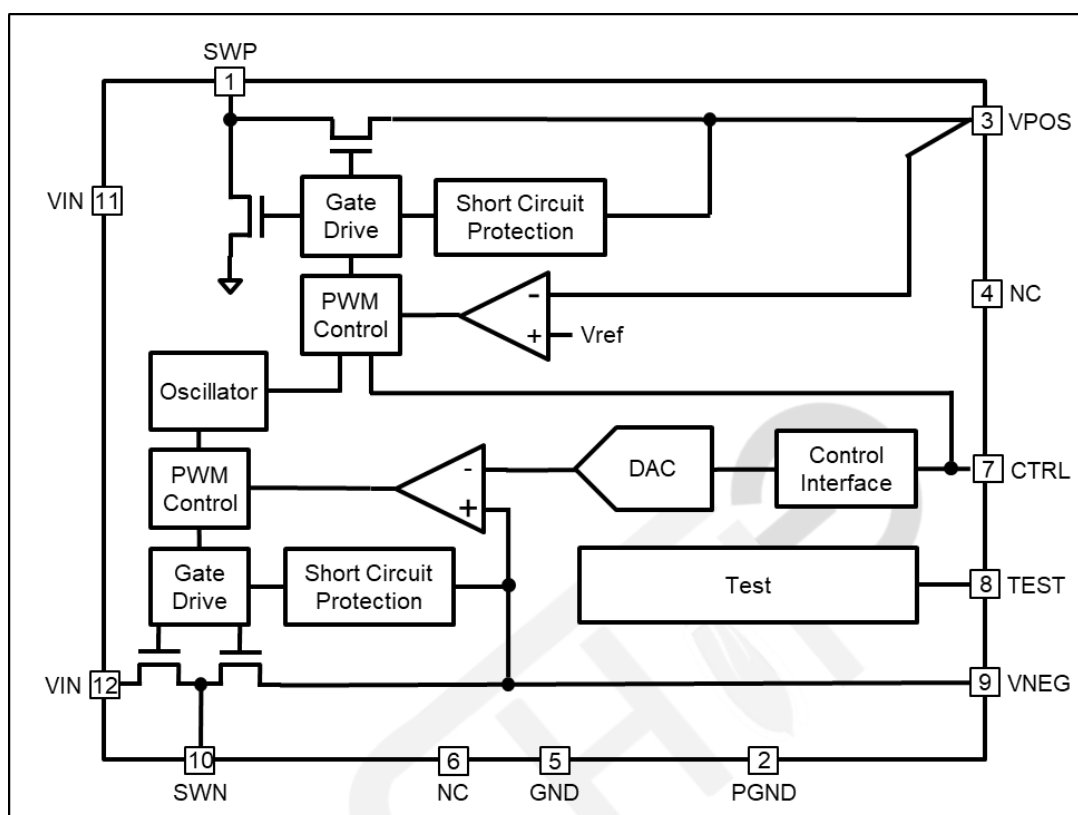 SWP
1
3 VPOS
VIN 11
Gate
Drive
Short Circuit
Protection
4 NC
PWM
Control
-
+
Vref
Oscillator
PWM
Control
-
+
DAC
Control
Interface
7 CTRL
Gate
Drive
Short Circuit
Protection
Test
8 TEST
VIN 12
9 VNEG
10
SWN
6
NC
5
GND
2
PGND